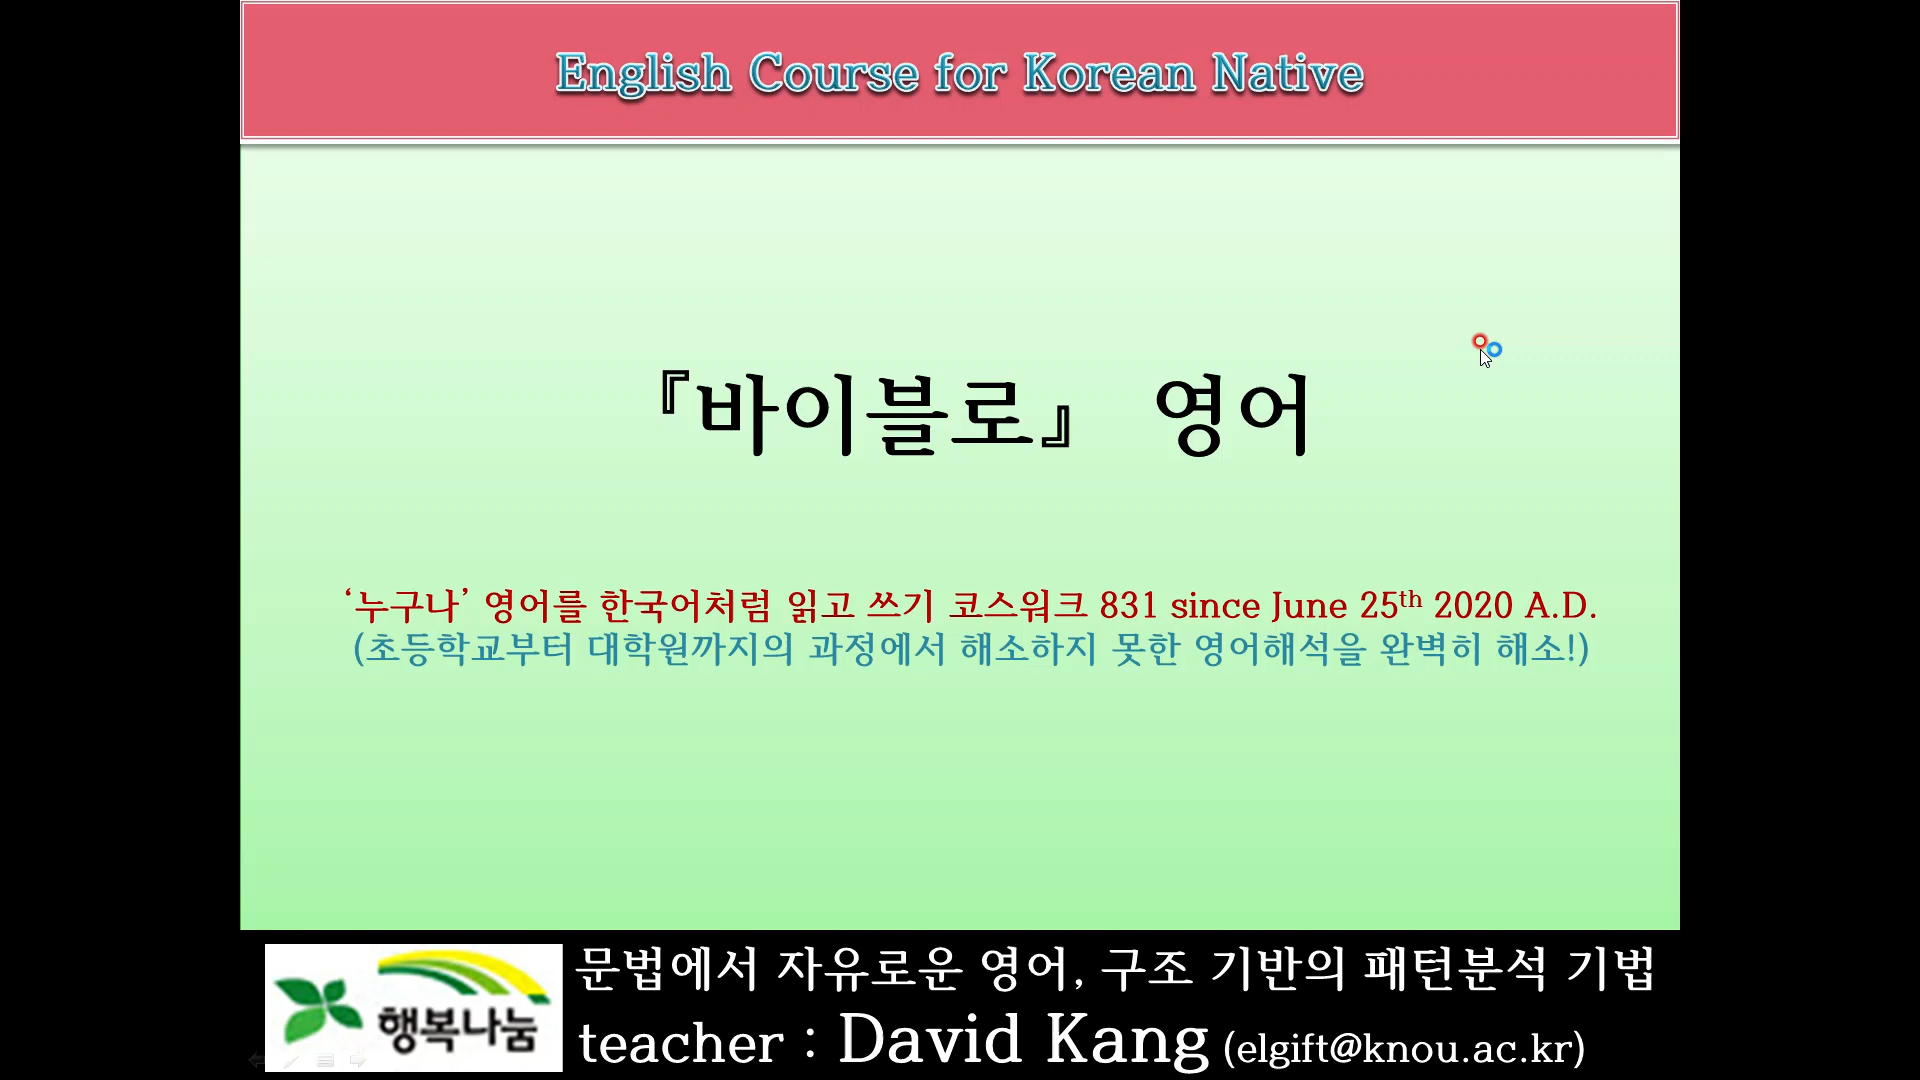 English Course for Korean Native
『바이블로』 영어
‘누구나’ 영어를 한국어처럼 읽고 쓰기 코스워크 831 since June 25th 2020 A.D.
(초등학교부터 대학원까지의 과정에서 해소하지 못한 영어해석을 완벽히 해소!)
문법에서 자유로운 영어, 구조 기반의 패턴분석 기법
행복나눔
teacher : David Kang (elgift@knou.ac.kr)